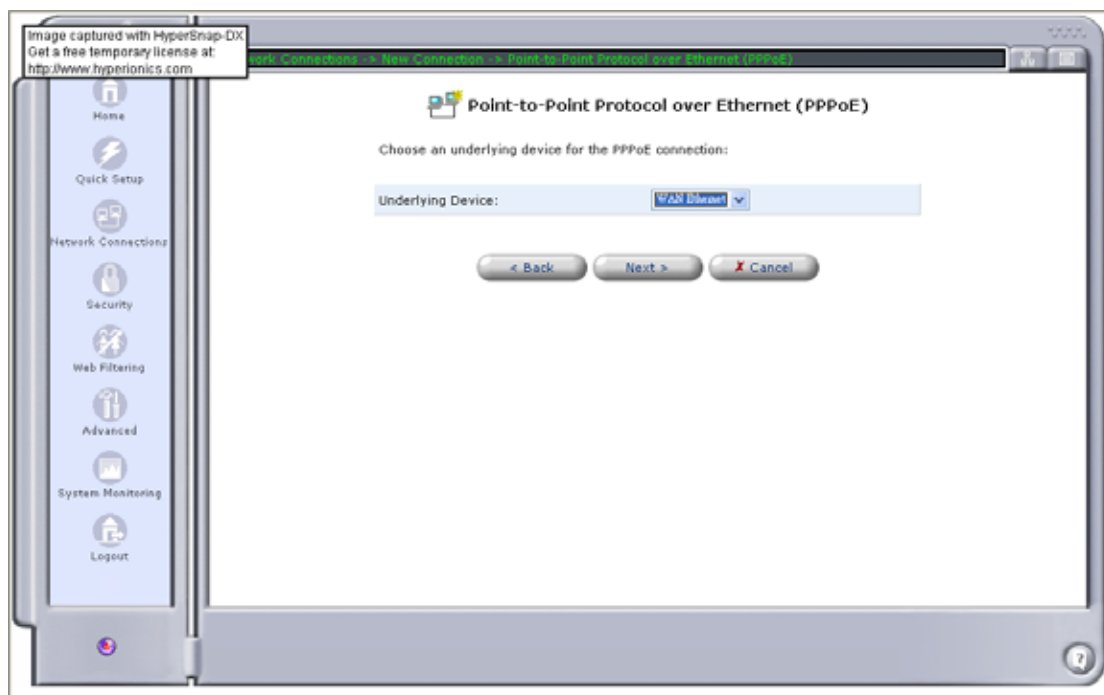 Image captured with HyperSnap-DX
Get a free temporary license at:
http://www.hyperionics.com
work Connections -> New Connection -> Point-to-Point Protocol over Ethernet (PPPoE)
Home
Quick Setup
Network Connections
Security
Web Filtering
Advanced
System Monitoring
Logout
Point-to-Point Protocol over Ethernet (PPPoE)
Choose an underlying device for the PPPoE connection:
Underlying Device: WAN Ethernet
< Back Next > X Cancel
?